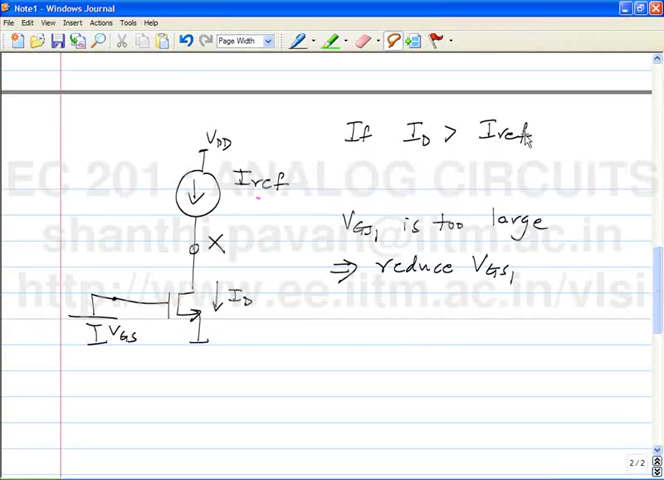 Note1 - Windows Journal
File Edit View Insert Actions Tools Help
Page Width
If ID > Iref
VDD
Iref
EC 201 ANALOG CIRCUITS
shanthi.pavan@iitm.ac.in
VGS1 is too large
X
⇒ reduce VGS1
http://www.ee.iitm.ac.in/vlsi
ID
VGS
2 / 2